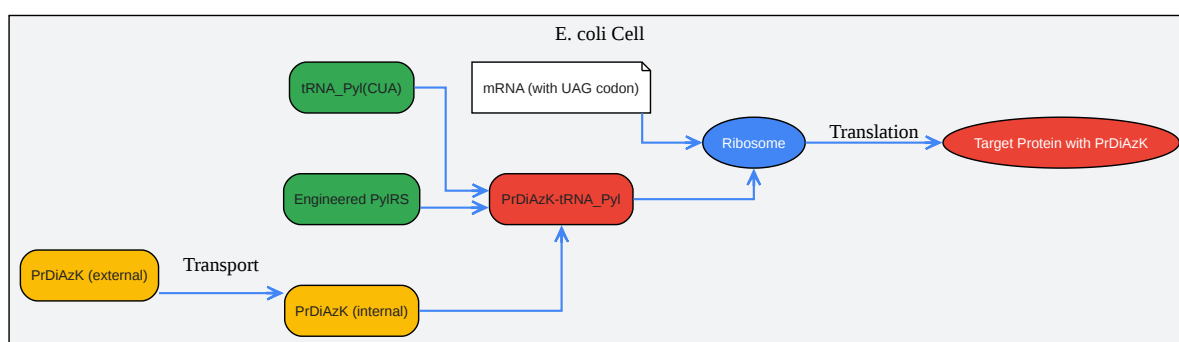 E. coli Cell
tRNA_Pyl(CUA)
mRNA (with UAG codon)
Ribosome
Translation
Target Protein with PrDiAzK
Engineered PylRS
PrDiAzK-tRNA_Pyl
PrDiAzK (external)
Transport
PrDiAzK (internal)